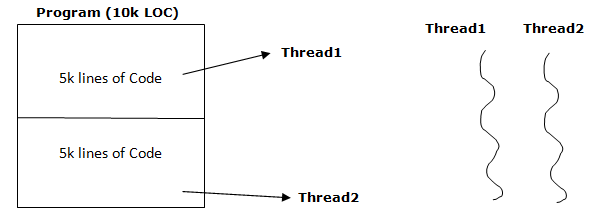 Program (10k LOC)
5k lines of Code
Thread1
5k lines of Code
Thread2
Thread1 Thread2